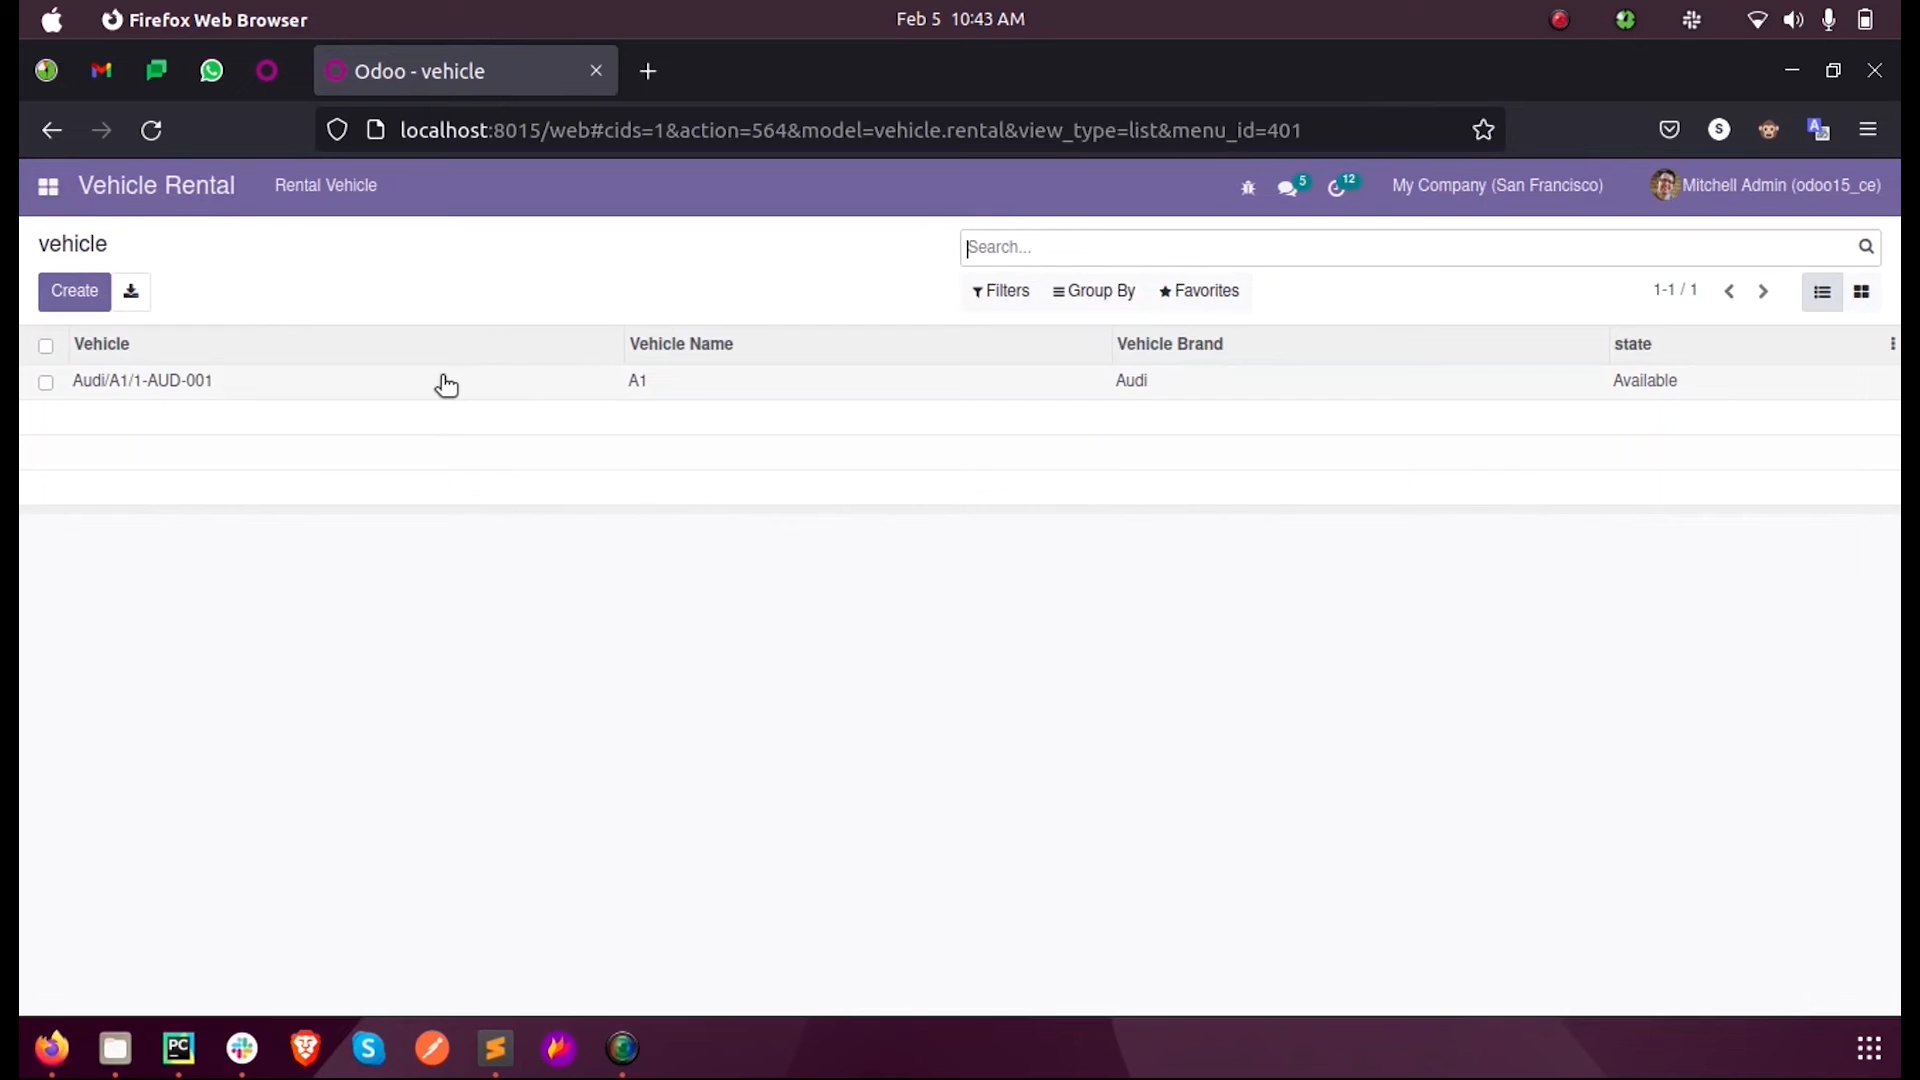 Firefox Web Browser
Feb 5 10:43 AM
Odoo - vehicle
localhost:8015/web#cids=1&action=564&model=vehicle.rental&view_type=list&menu_id=401
S
Vehicle Rental
Rental Vehicle
5
12
My Company (San Francisco)
Mitchell Admin (odoo15_ce)
vehicle
Search...
Create
Filters
Group By
Favorites
1-1 / 1
Vehicle
Vehicle Name
Vehicle Brand
state
Audi/A1/1-AUD-001
A1
Audi
Available
PC
S